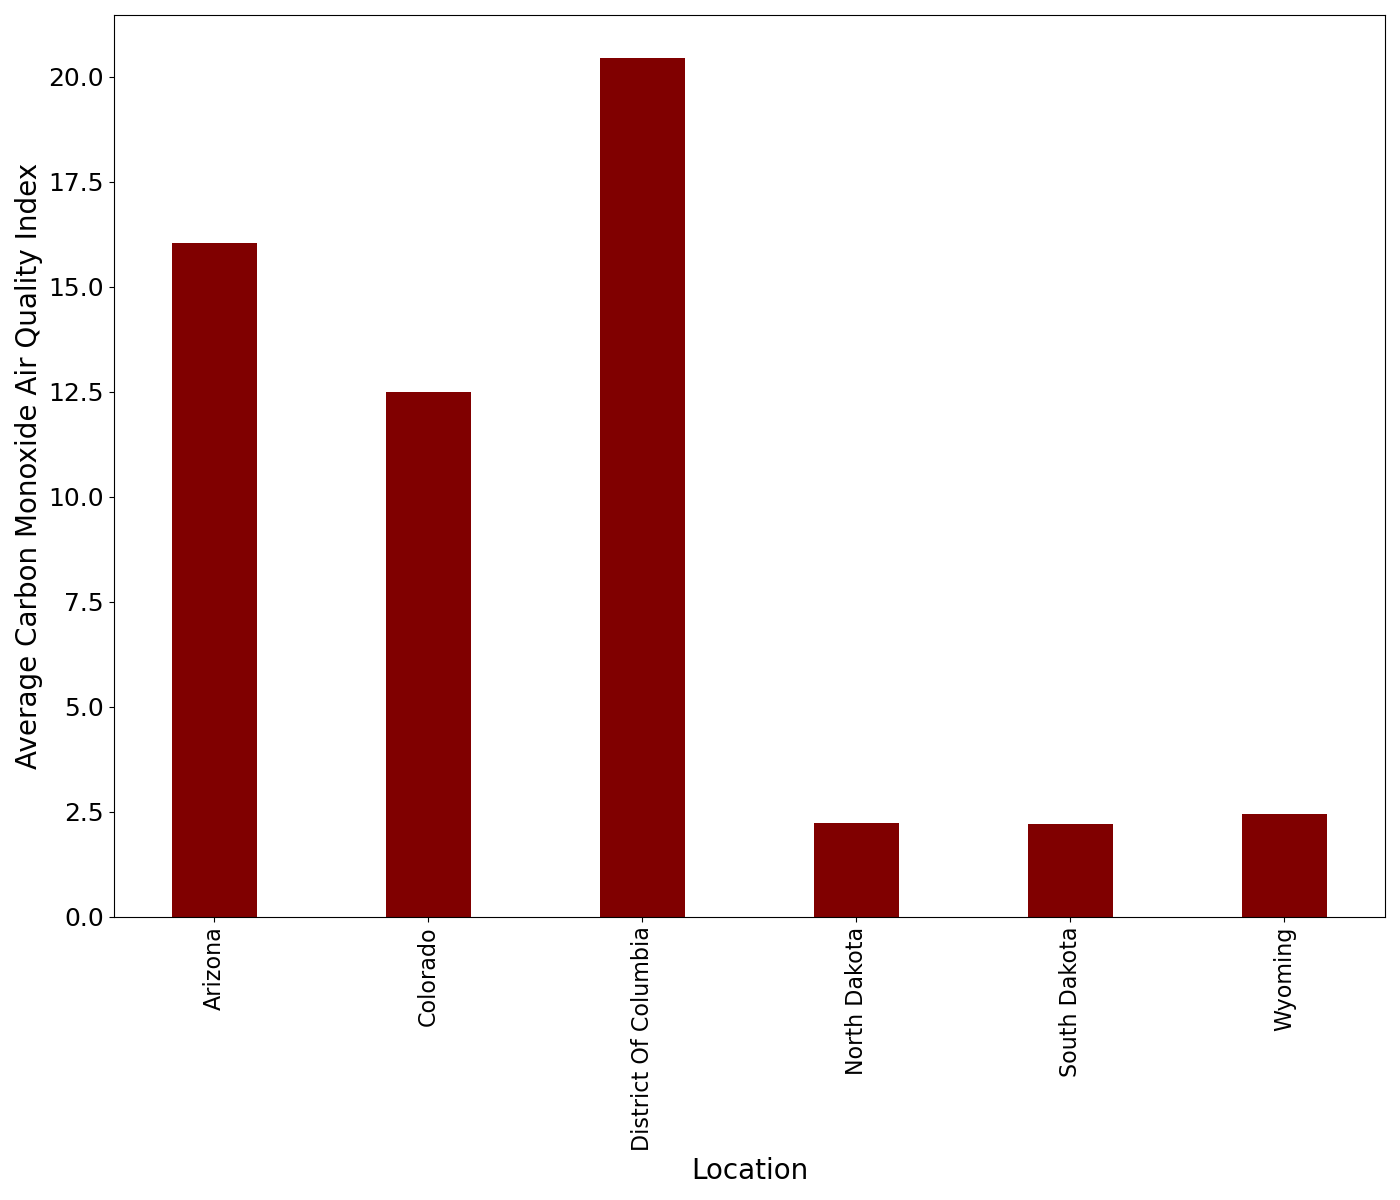 Average Carbon Monoxide Air Quality Index
20.0
17.5
15.0
12.5
10.0
7.5
5.0
2.5
0.0
Arizona
Colorado
District Of Columbia
North Dakota
South Dakota
Wyoming
Location